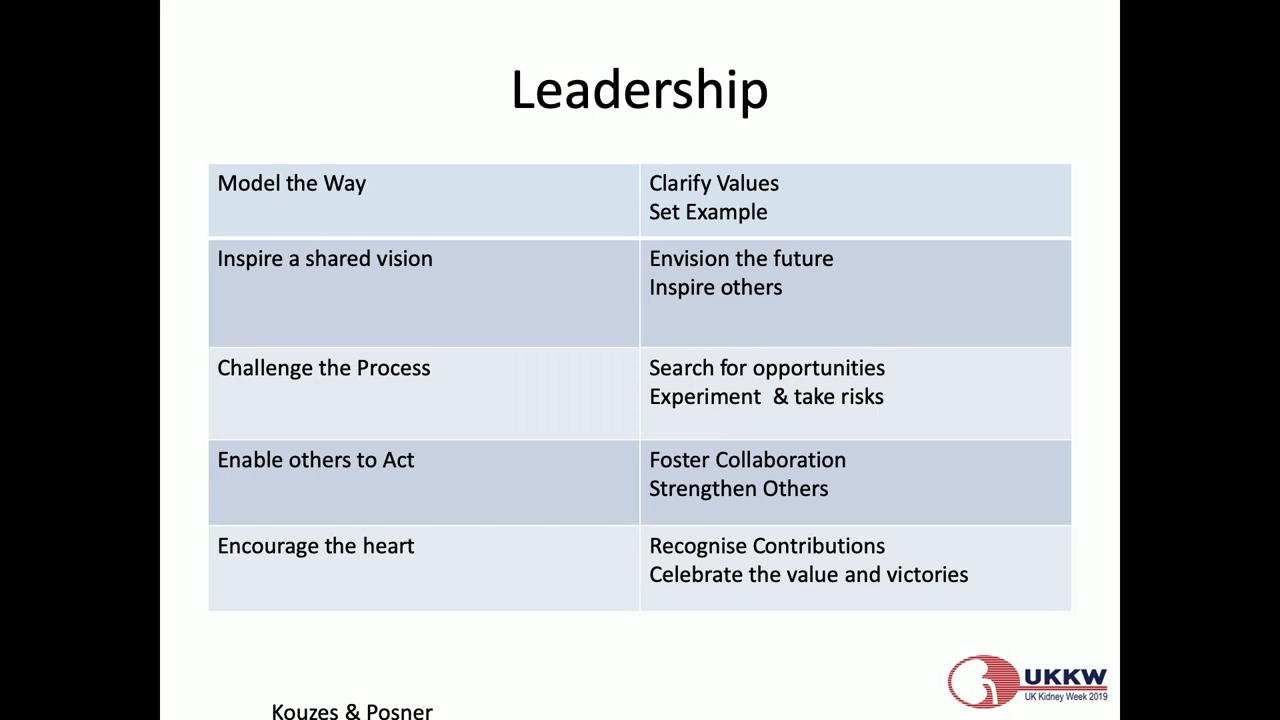 Leadership
Model the Way
Clarify Values
Set Example
Inspire a shared vision
Envision the future
Inspire others
Challenge the Process
Search for opportunities
Experiment  & take risks
Enable others to Act
Foster Collaboration
Strengthen Others
Encourage the heart
Recognise Contributions
Celebrate the value and victories
UKKW
UK Kidney Week 2019
Kouzes & Posner